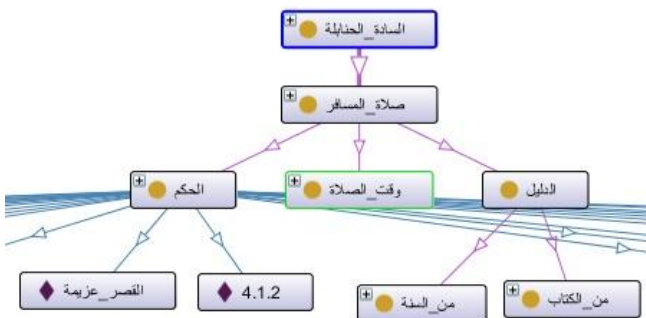 السادة_الحنابلة
صلاة_المسافر
الدليل
وقت_الصلاة
الحكم
من_الكتاب
من_السنة
4.1.2
القصر_عزيمة